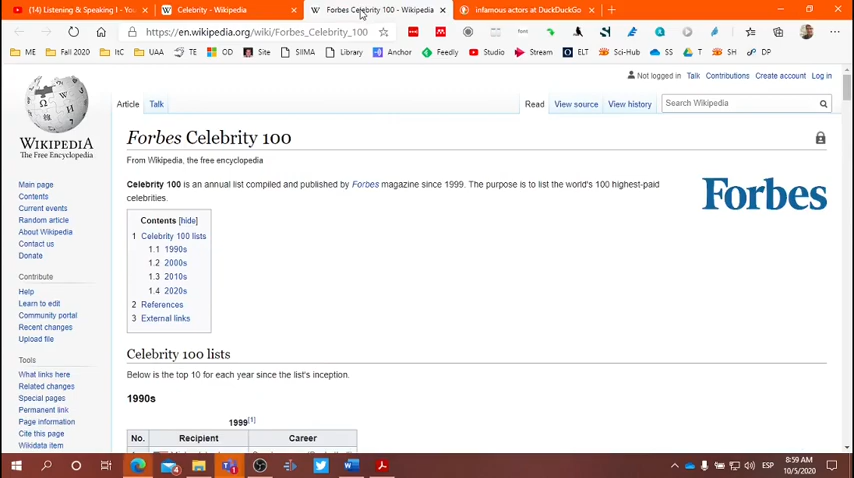 (14) Listening & Speaking I - You
Celebrity - Wikipedia
Forbes Celebrity 100 - Wikipedia
infamous actors at DuckDuckGo
https://en.wikipedia.org/wiki/Forbes_Celebrity_100
ME
Fall 2020
ItC
UAA
TE
OD
Site
SIIMA
Library
Anchor
Feedly
Studio
Stream
ELT
Sci-Hub
SS
T
SH
DP
Not logged in Talk Contributions Create account Log in
Article Talk
Read View source View history
Search Wikipedia
WIKIPEDIA
The Free Encyclopedia
Forbes Celebrity 100
From Wikipedia, the free encyclopedia
Celebrity 100 is an annual list compiled and published by Forbes magazine since 1999. The purpose is to list the world's 100 highest-paid
celebrities.
Forbes
Contents [hide]
1 Celebrity 100 lists
1.1 1990s
1.2 2000s
1.3 2010s
1.4 2020s
2 References
3 External links
Celebrity 100 lists
Below is the top 10 for each year since the list's inception.
1990s
1999[1]
No. Recipient Career
Main page
Contents
Current events
Random article
About Wikipedia
Contact us
Donate
Contribute
Help
Learn to edit
Community portal
Recent changes
Upload file
Tools
What links here
Related changes
Special pages
Permanent link
Page information
Cite this page
Wikidata item
ESP
8:59 AM
10/5/2020